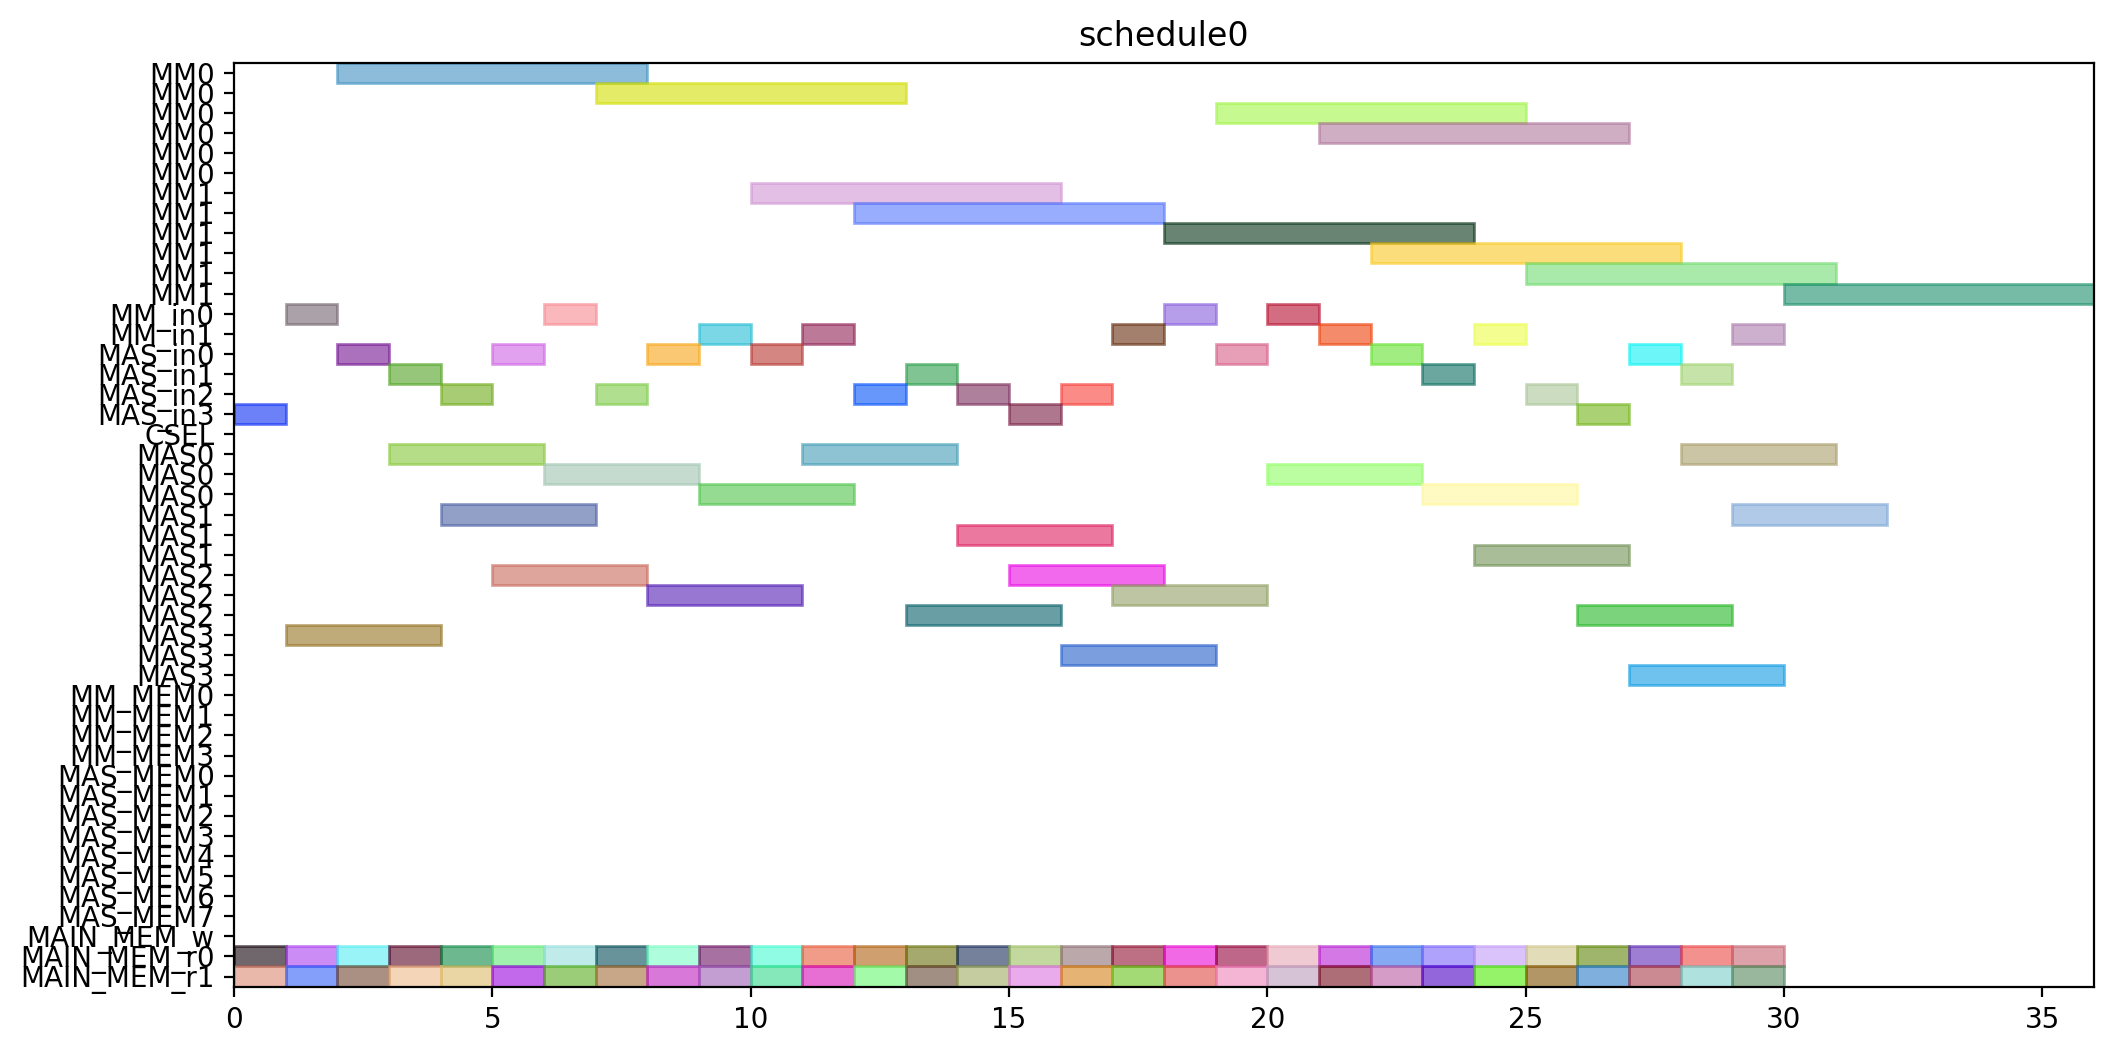 schedule0
MM0
MM0
MM0
MM0
MM0
MM0
MM1
MM1
MM1
MM1
MM1
MM1
MM_in0
MM_in1
MAS_in0
MAS_in1
MAS_in2
MAS_in3
CSEL
MAS0
MAS0
MAS0
MAS1
MAS1
MAS1
MAS2
MAS2
MAS2
MAS3
MAS3
MAS3
MM_MEM0
MM_MEM1
MM_MEM2
MM_MEM3
MAS_MEM0
MAS_MEM1
MAS_MEM2
MAS_MEM3
MAS_MEM4
MAS_MEM5
MAS_MEM6
MAS_MEM7
MAIN_MEM_w
MAIN_MEM_r0
MAIN_MEM_r1
0 5 10 15 20 25 30 35